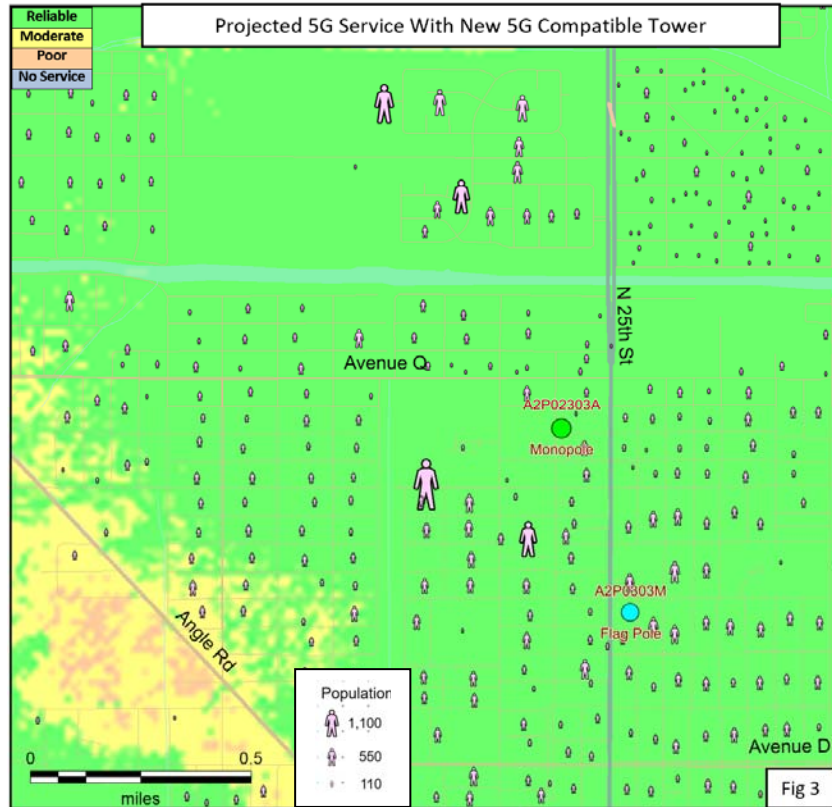 Reliable
Moderate
Poor
No Service
Projected 5G Service With New 5G Compatible Tower
N 25th St
Avenue Q
A2P02303A
Monopole
A2P0303M
Flag Pole
Angle Rd
Population
1,100
550
110
0 0.5
miles
Avenue D
Fig 3